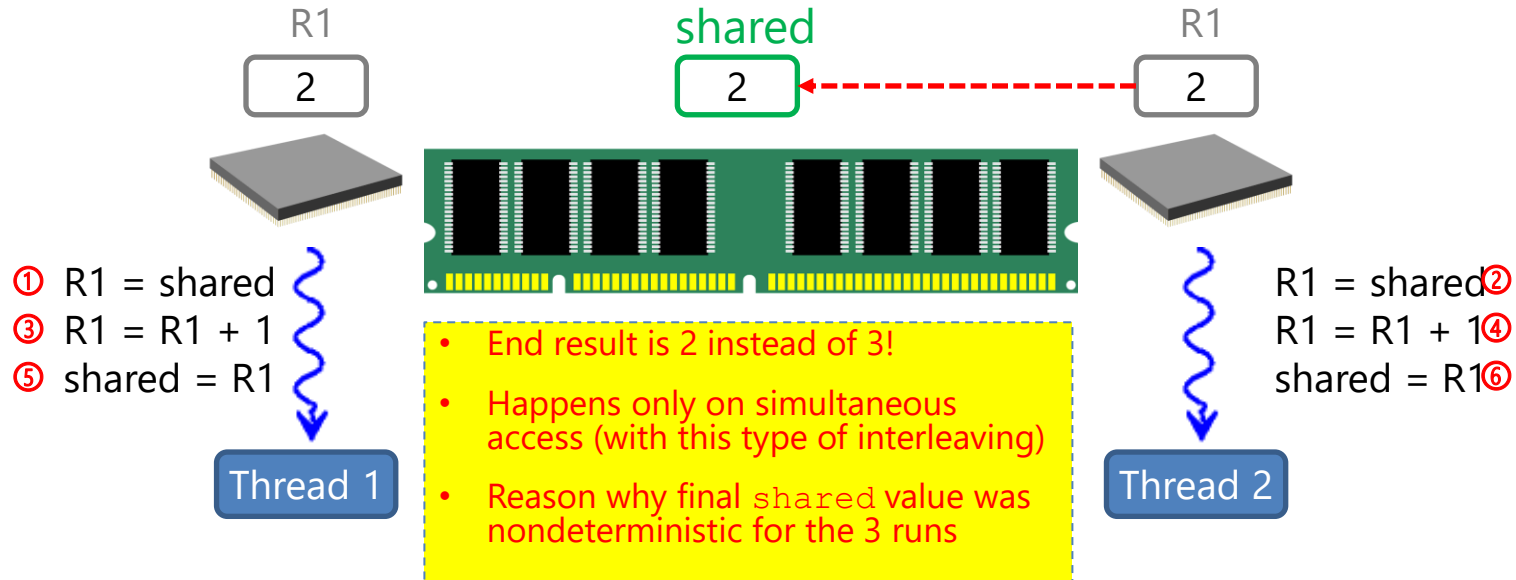 R1
shared
R1
2
2
2
① R1 = shared
③ R1 = R1 + 1
⑤ shared = R1
R1 = shared②
R1 = R1 + 1④
shared = R1⑥
• End result is 2 instead of 3!
• Happens only on simultaneous
access (with this type of interleaving)
• Reason why final shared value was
nondeterministic for the 3 runs
Thread 1
Thread 2